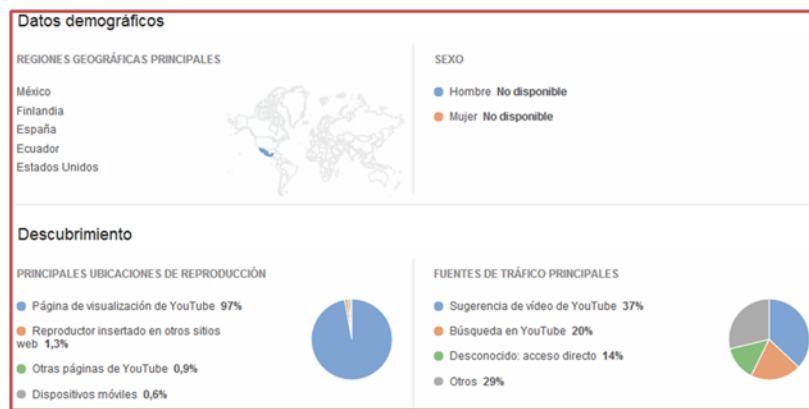 Datos demográficos
REGIONES GEOGRÁFICAS PRINCIPALES
México
Finlandia
España
Ecuador
Estados Unidos
SEXO
Hombre No disponible
Mujer No disponible
Descubrimiento
PRINCIPALES UBICACIONES DE REPRODUCCIÓN
Página de visualización de YouTube 97%
Reproductor insertado en otros sitios
web 1,3%
Otras páginas de YouTube 0,9%
Dispositivos móviles 0,6%
FUENTES DE TRÁFICO PRINCIPALES
Sugerencia de vídeo de YouTube 37%
Búsqueda en YouTube 20%
Desconocido: acceso directo 14%
Otros 29%